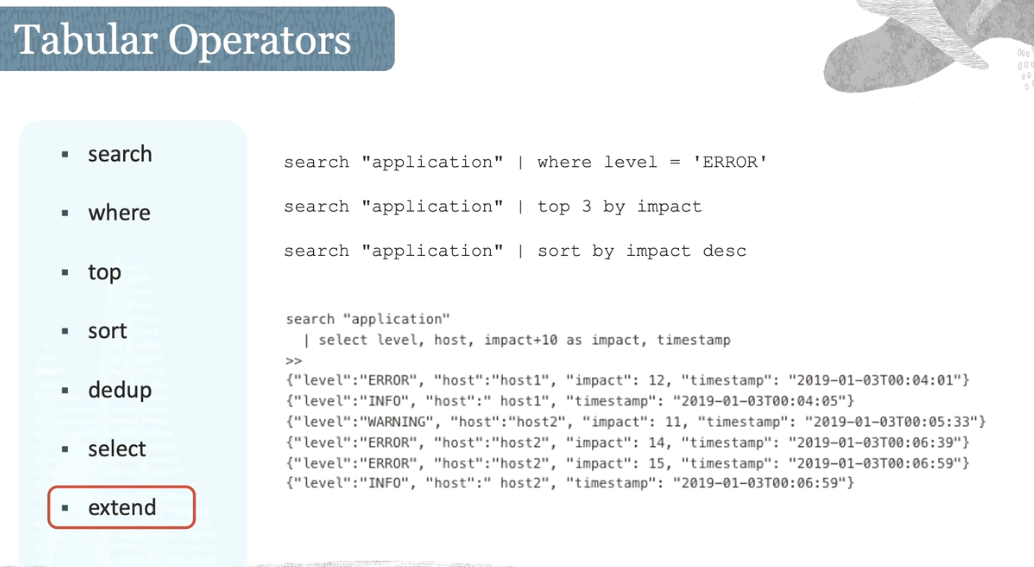 Tabular Operators
search
where
top
sort
dedup
select
extend
search "application" | where level = 'ERROR'
search "application" | top 3 by impact
search "application" | sort by impact desc
search "application"
| select level, host, impact+10 as impact, timestamp
>>
{"level":"ERROR", "host":"host1", "impact": 12, "timestamp": "2019-01-03T00:04:01"}
{"level":"INFO", "host":" host1", "timestamp": "2019-01-03T00:04:05"}
{"level":"WARNING", "host":"host2", "impact": 11, "timestamp": "2019-01-03T00:05:33"}
{"level":"ERROR", "host":"host2", "impact": 14, "timestamp": "2019-01-03T00:06:39"}
{"level":"ERROR", "host":"host2", "impact": 15, "timestamp": "2019-01-03T00:06:59"}
{"level":"INFO", "host":" host2", "timestamp": "2019-01-03T00:06:59"}